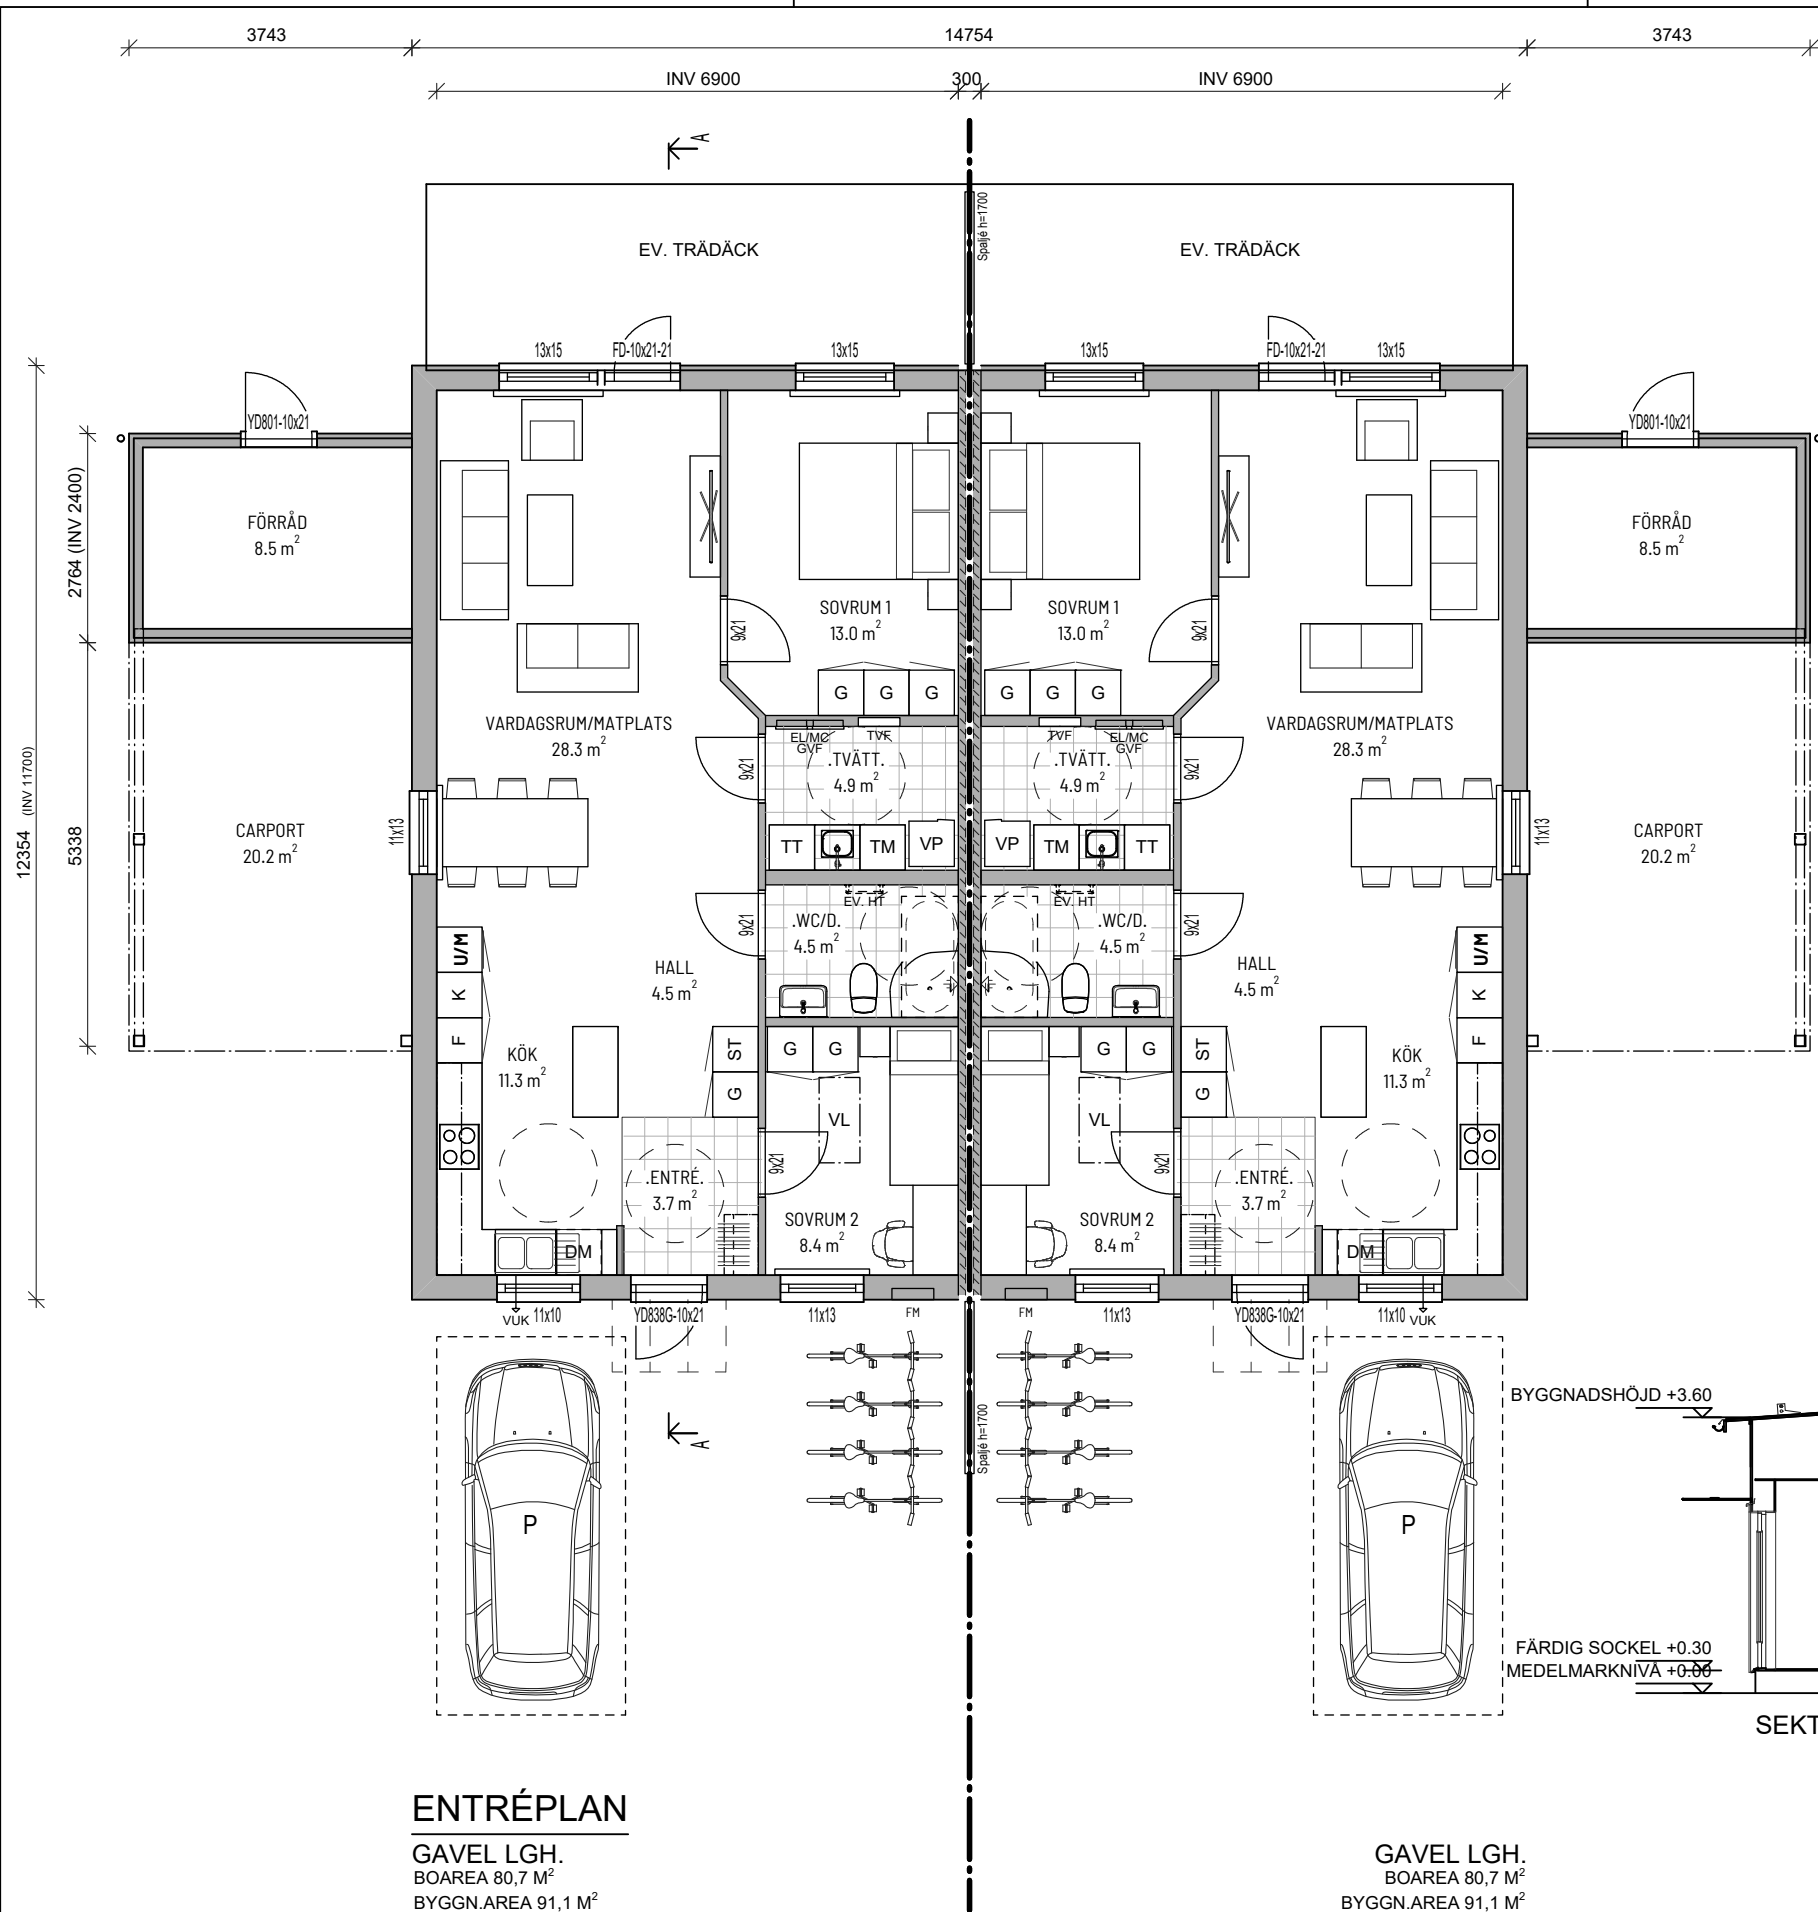 3743
14754
3743
INV 6900
300
INV 6900
A
Spaljé h=1700
EV. TRÄDÄCK
EV. TRÄDÄCK
13x15
FD-10x21-21
13x15
13x15
FD-10x21-21
13x15
YD801-10x21
YD801-10x21
12354 (INV 11700)
2764 (INV 2400)
5338
FÖRRÅD
8.5 m²
FÖRRÅD
8.5 m²
SOVRUM 1
13.0 m²
SOVRUM 1
13.0 m²
9x21
9x21
G G G
G G G
VARDAGSRUM/MATPLATS
28.3 m²
VARDAGSRUM/MATPLATS
28.3 m²
EL/MC
GVF
TVF
TVF
EL/MC
GVF
.TVÄTT.
4.9 m²
.TVÄTT.
4.9 m²
9x21
9x21
CARPORT
20.2 m²
11x13
11x13
CARPORT
20.2 m²
TT TM VP
VP TM TT
EV. HT
EV. HT
.WC/D.
4.5 m²
.WC/D.
4.5 m²
9x21
9x21
U/M
K
F
U/M
K
F
HALL
4.5 m²
HALL
4.5 m²
KÖK
11.3 m²
KÖK
11.3 m²
ST
G
G G
G G
ST
G
VL
VL
9x21
9x21
.ENTRÉ.
3.7 m²
.ENTRÉ.
3.7 m²
SOVRUM 2
8.4 m²
SOVRUM 2
8.4 m²
DM
DM
VUK 11x10
YD838G-10x21
11x13
FM
FM
11x13
YD838G-10x21
11x10 VUK
A
Spaljé h=1700
P
P
BYGGNADSHÖJD +3.60
FÄRDIG SOCKEL +0.30
MEDELMARKNIVÅ +0.00
SEKT
ENTRÉPLAN
GAVEL LGH.
BOAREA 80,7 M²
BYGGN.AREA 91,1 M²
GAVEL LGH.
BOAREA 80,7 M²
BYGGN.AREA 91,1 M²